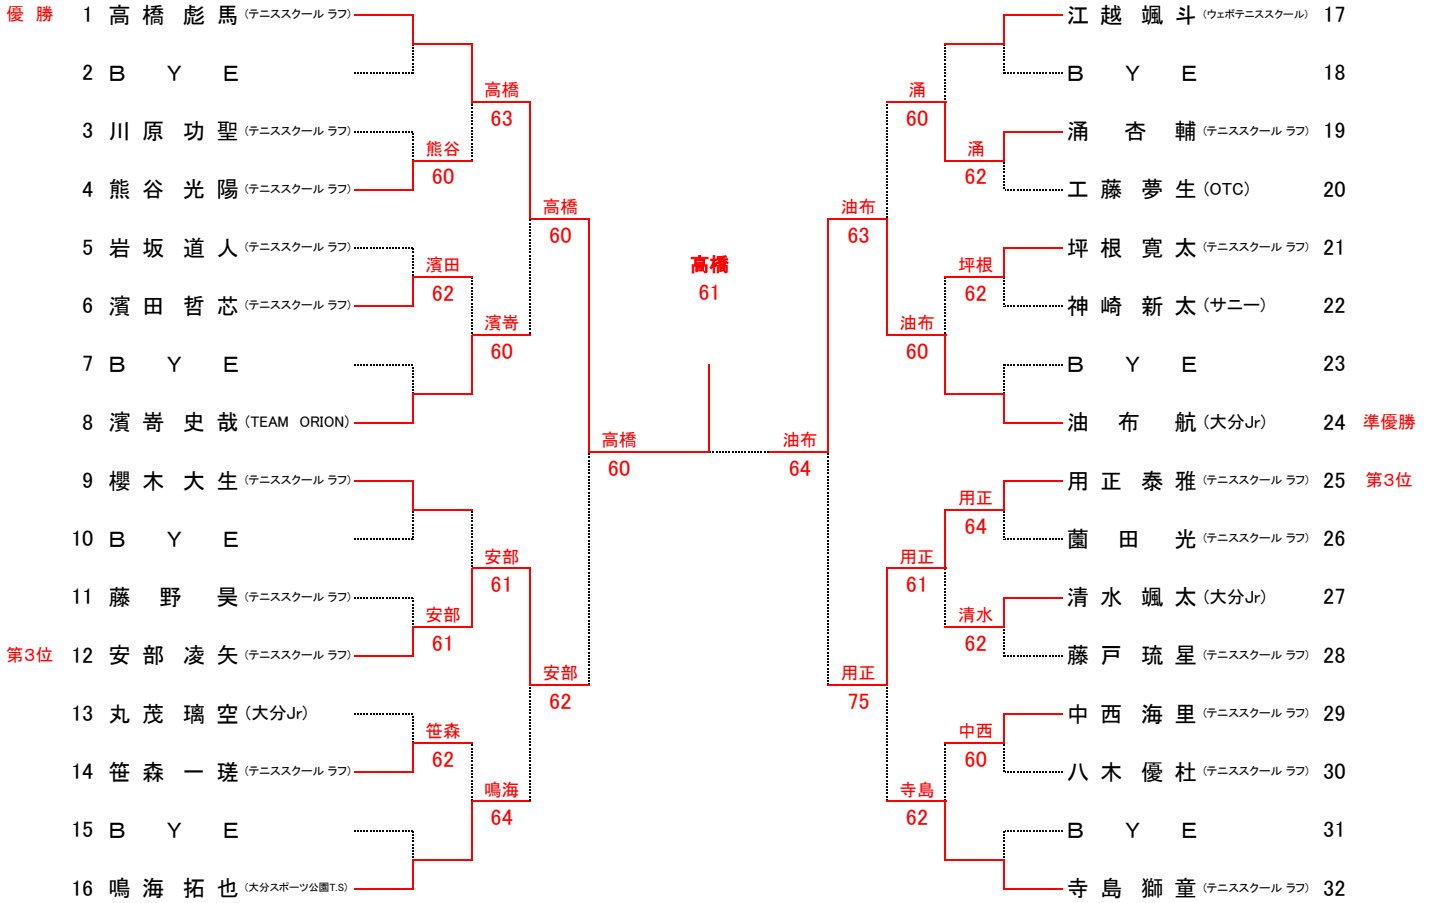 優 勝 1 高 橋 彪 馬 (テニススクール ラフ)
2 B Y E
3 川 原 功 聖 (テニススクール ラフ)
4 熊 谷 光 陽 (テニススクール ラフ)
5 岩 坂 道 人 (テニススクール ラフ)
6 濱 田 哲 芯 (テニススクール ラフ)
7 B Y E
8 濱 嵜 史 哉 (TEAM ORION)
9 櫻 木 大 生 (テニススクール ラフ)
10 B Y E
11 藤 野 昊 (テニススクール ラフ)
第3位 12 安 部 凌 矢 (テニススクール ラフ)
13 丸 茂 璃 空 (大分Jr)
14 笹 森 一 瑳 (テニススクール ラフ)
15 B Y E
16 鳴 海 拓 也 (大分スポーツ公園T.S)
熊谷
60
濱田
62
安部
61
笹森
62
高橋
63
濱嵜
60
安部
61
鳴海
64
高橋
60
安部
62
高橋
60
高橋
61
油布
64
油布
63
用正
75
涌
60
油布
60
用正
61
寺島
62
涌
62
坪根
62
用正
64
清水
62
中西
60
江 越 颯 斗 (ウェボテニススクール) 17
B Y E 18
涌 杏 輔 (テニススクール ラフ) 19
工 藤 夢 生 (OTC) 20
坪 根 寛 太 (テニススクール ラフ) 21
神 崎 新 太 (サニー) 22
B Y E 23
油 布 航 (大分Jr) 24 準優勝
用 正 泰 雅 (テニススクール ラフ) 25 第3位
薗 田 光 (テニススクール ラフ) 26
清 水 颯 太 (大分Jr) 27
藤 戸 琉 星 (テニススクール ラフ) 28
中 西 海 里 (テニススクール ラフ) 29
八 木 優 杜 (テニススクール ラフ) 30
B Y E 31
寺 島 獅 童 (テニススクール ラフ) 32